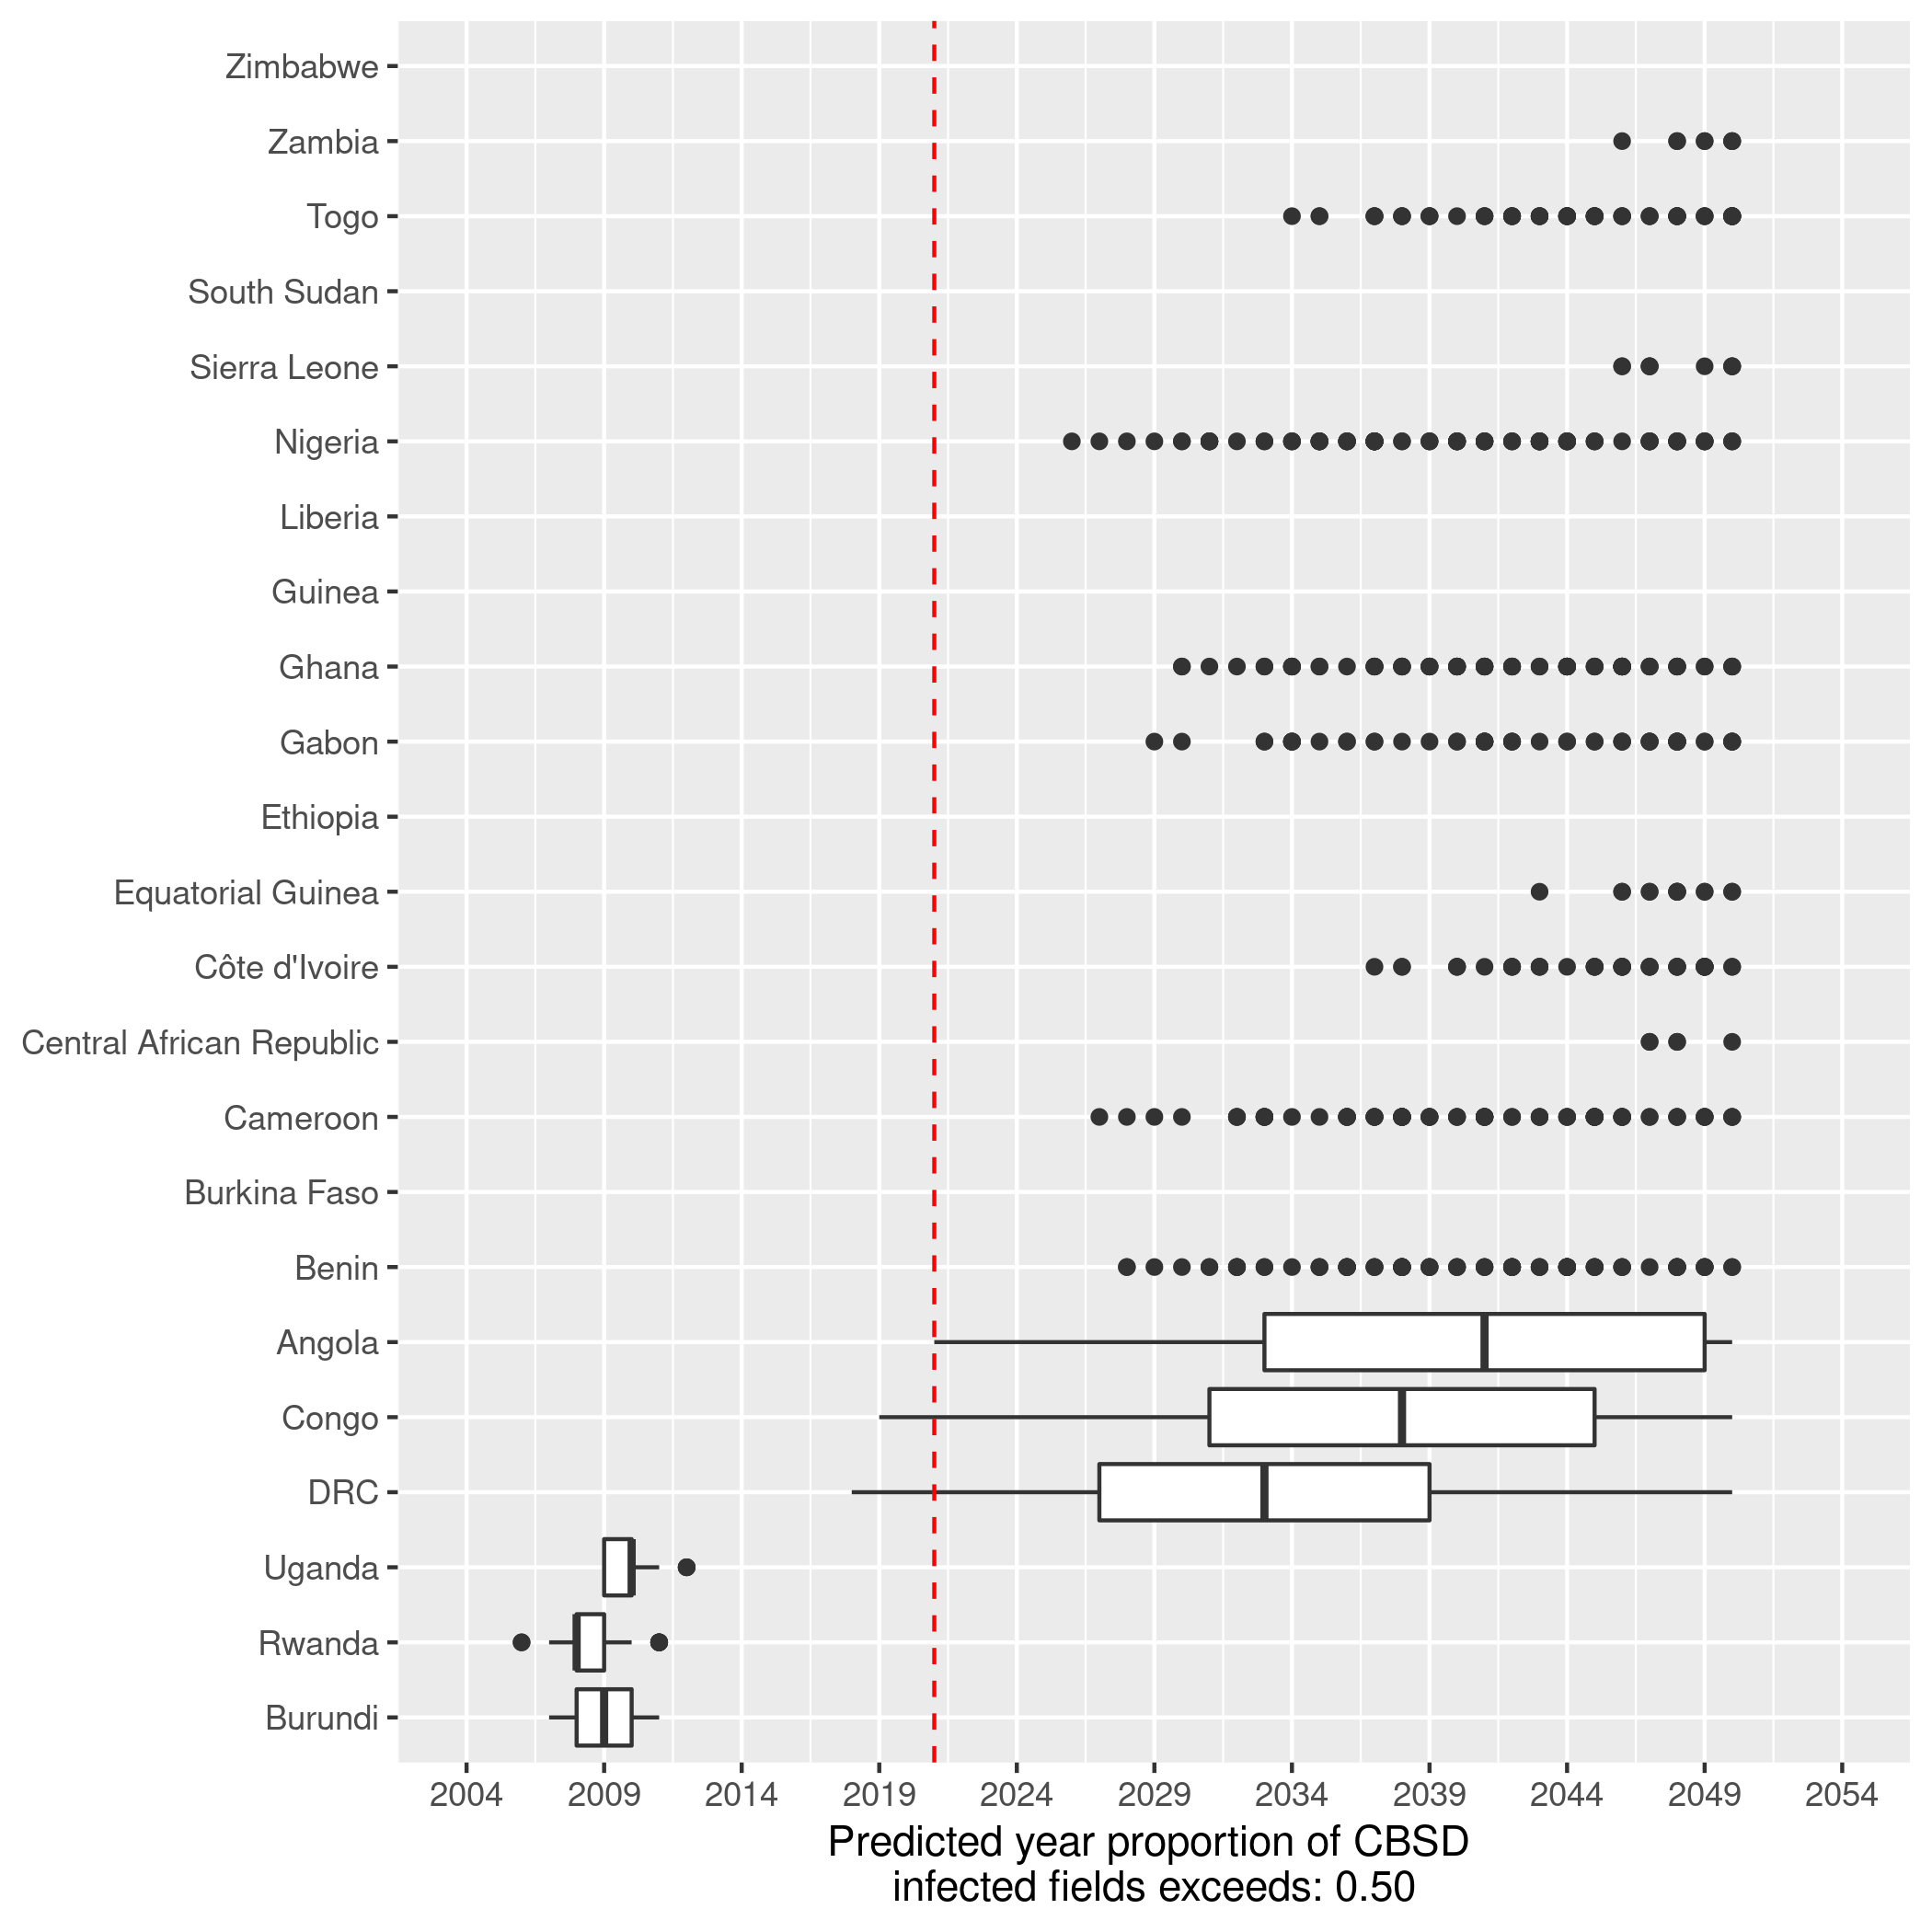 Zimbabwe
Zambia
Togo
South Sudan
Sierra Leone
Nigeria
Liberia
Guinea
Ghana
Gabon
Ethiopia
Equatorial Guinea
Côte d'Ivoire
Central African Republic
Cameroon
Burkina Faso
Benin
Angola
Congo
DRC
Uganda
Rwanda
Burundi
2004 2009 2014 2019 2024 2029 2034 2039 2044 2049 2054
Predicted year proportion of CBSD
infected fields exceeds: 0.50